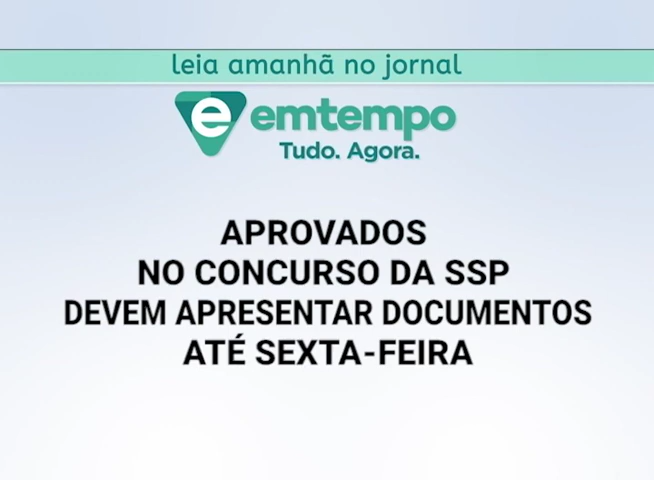 leia amanhã no jornal
e emtempo
Tudo. Agora.
APROVADOS
NO CONCURSO DA SSP
DEVEM APRESENTAR DOCUMENTOS
ATÉ SEXTA-FEIRA